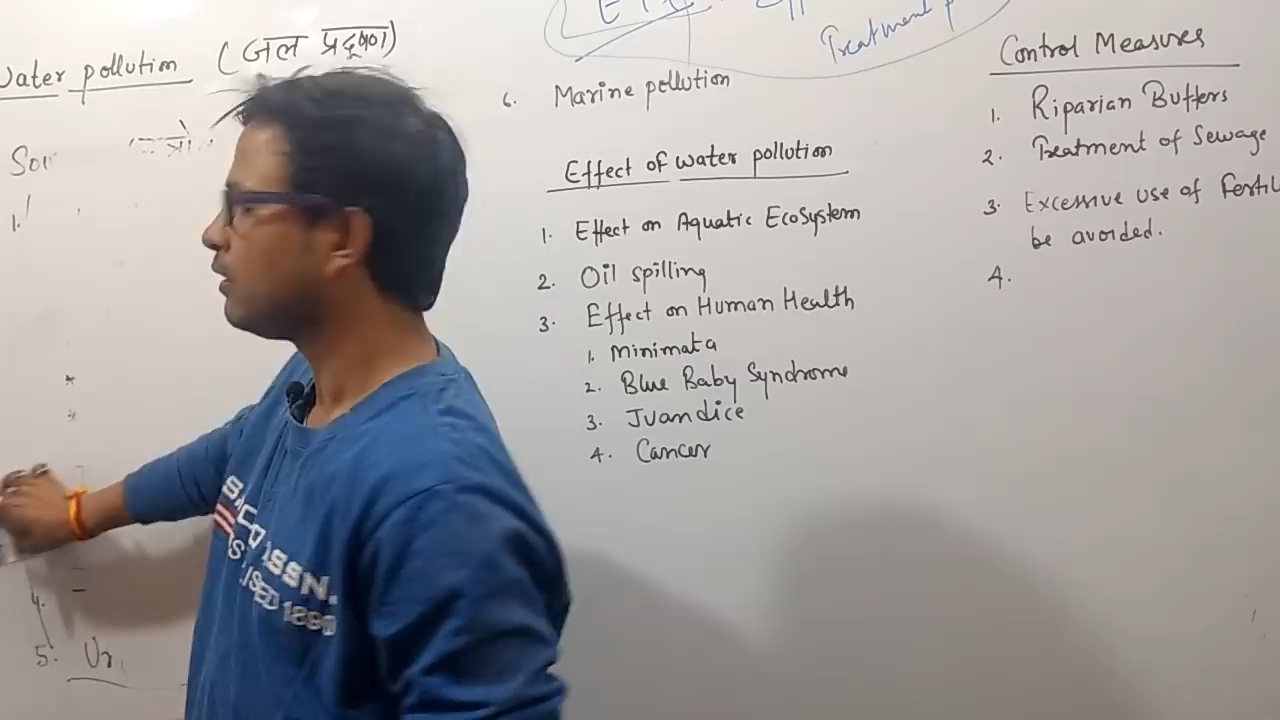 Water pollution (जल प्रदूषण)
1.
4.
5.
Treatment
6. Marine pollution
Effect of water pollution
1. Effect on Aquatic EcoSystem
2. Oil spilling
3. Effect on Human Health
1. Minimata
2. Blue Baby Syndrome
3. Juandice
4. Cancer
Control Measures
1. Riparian Buffers
2. Treatment of Sewage
3. Excessive use of Fertil
be avoided.
4.